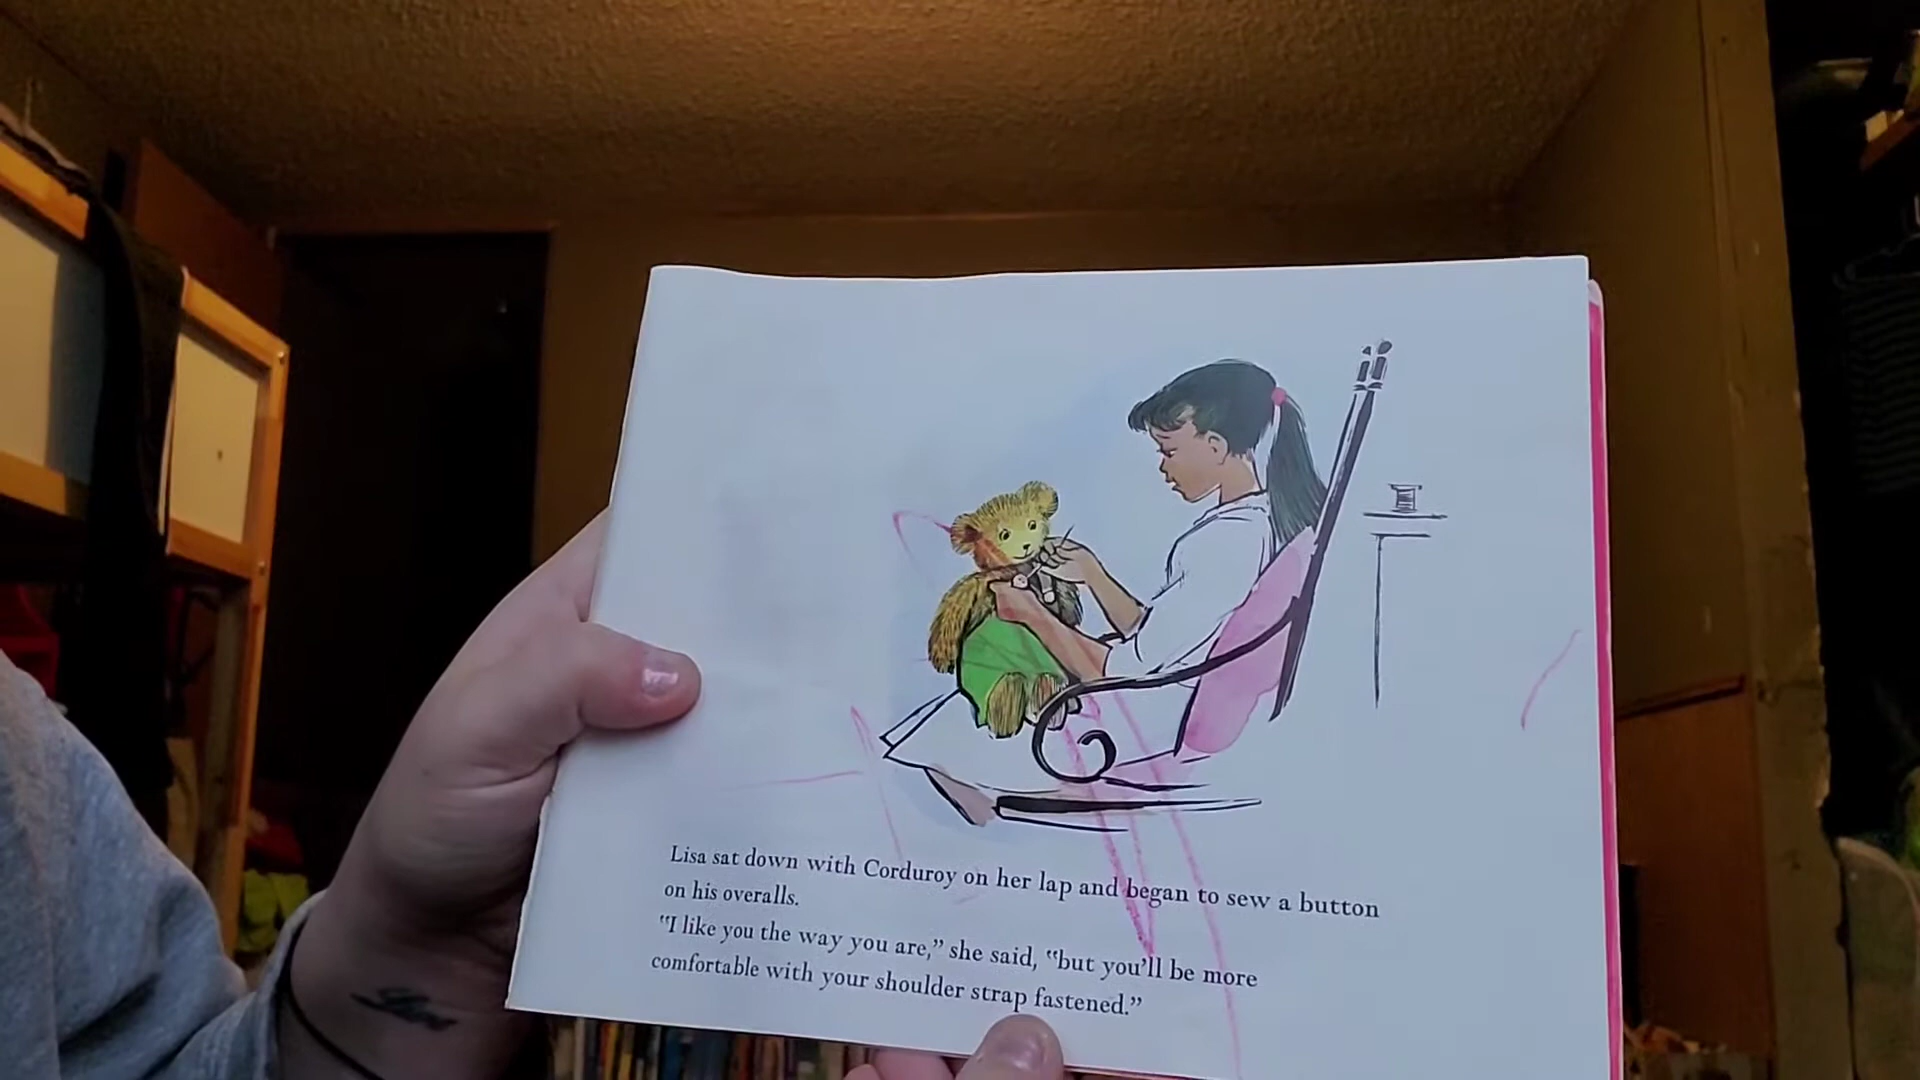 Lisa sat down with Corduroy on her lap and began to sew a button
on his overalls.
"I like you the way you are," she said, "but you'll be more
comfortable with your shoulder strap fastened."